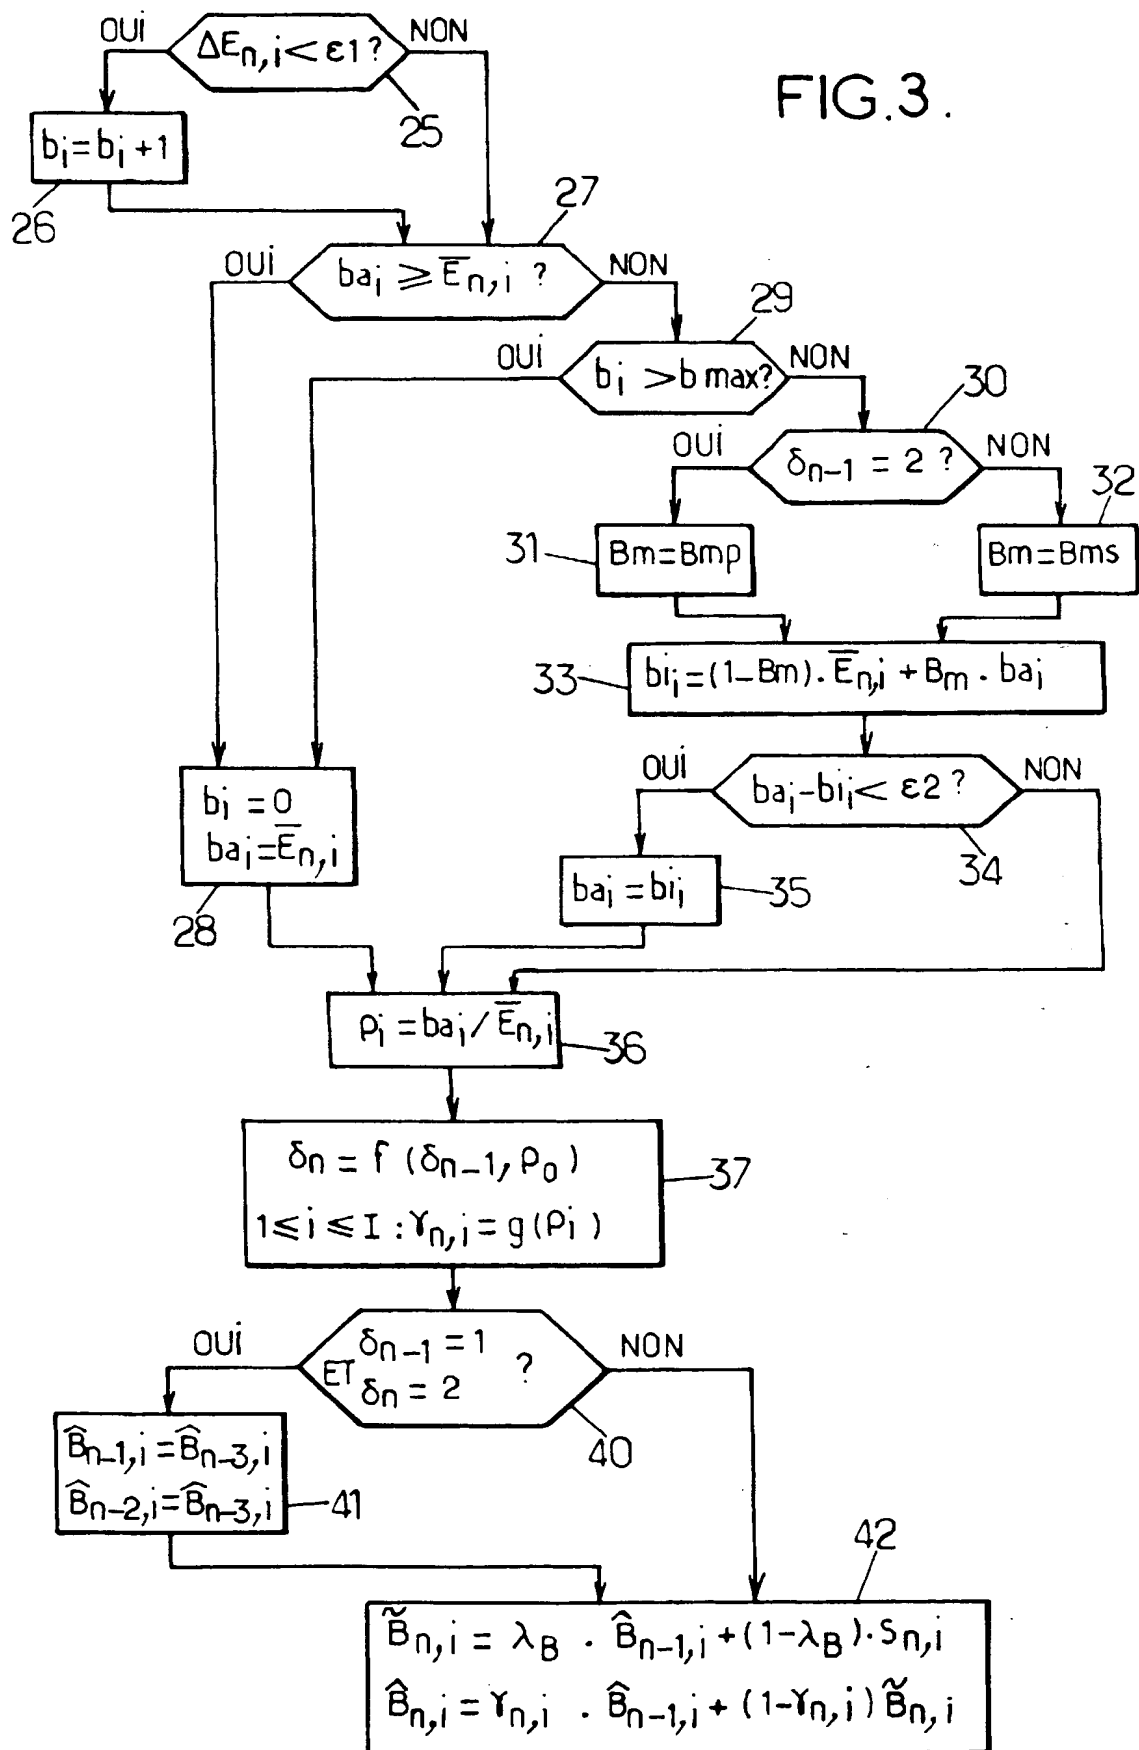 FIG.3.
OUi
ΔEn,i < ε1 ?
NON
25
bi = bi + 1
26
27
OUi
bai ⩾ E̅n,i ?
NON
29
OUi
bi > b max?
NON
30
OUi
δn–1 = 2 ?
NON
32
31
Bm = Bmp
Bm = Bms
33
bii = (1–Bm). E̅n,i + Bm . bai
OUi
bai – bii < ε2 ?
NON
34
bi = 0
bai = E̅n,i
28
bai = bii
35
ρi = bai / E̅n,i
36
δn = f (δn–1, ρ0)
1 ⩽ i ⩽ I : γn,i = g(ρi)
37
OUi
δn–1 = 1
ET ?
δn = 2
NON
40
B̂n–1,i = B̂n–3,i
B̂n–2,i = B̂n–3,i
41
42
B̃n,i = λB . B̂n–1,i + (1–λB).Sn,i
B̂n,i = γn,i . B̂n–1,i + (1–γn,i) B̃n,i